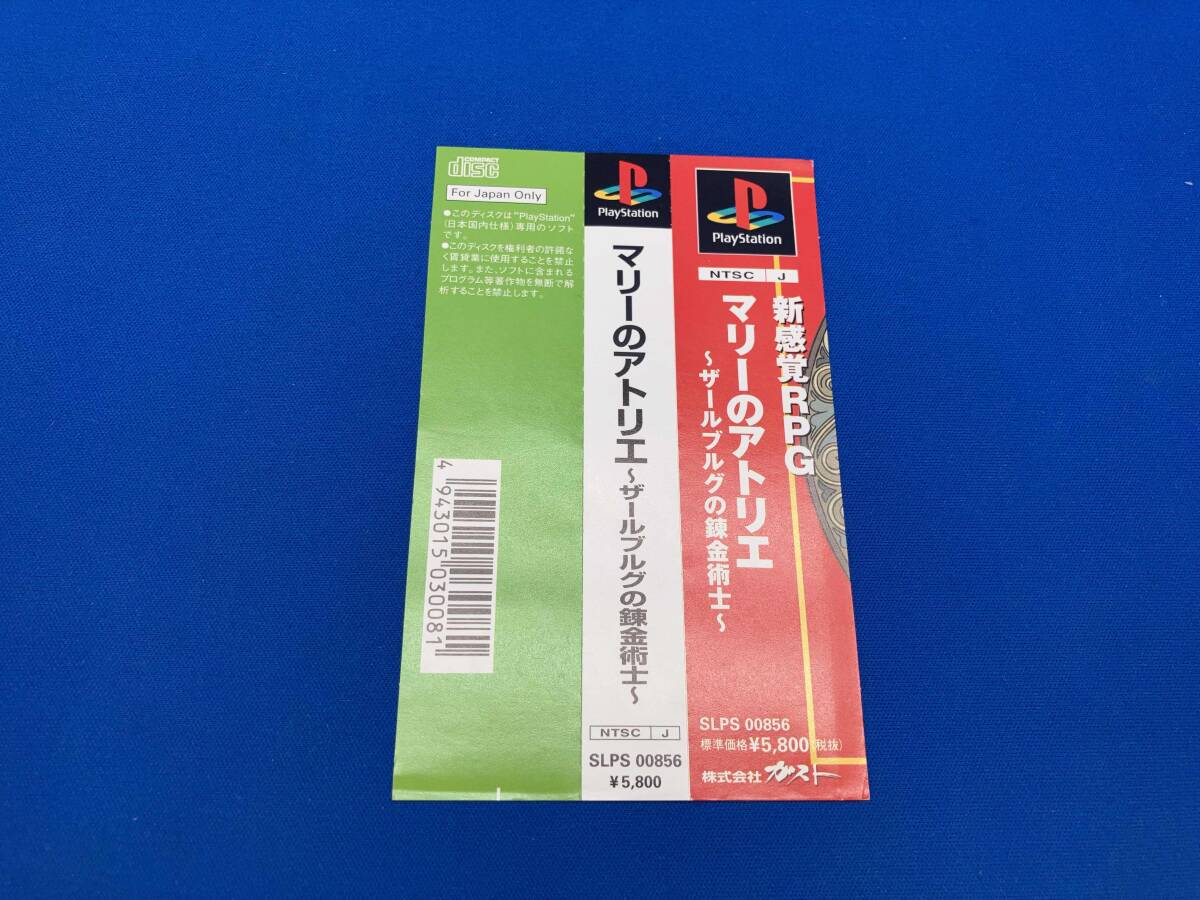 COMPACT
disc
For Japan Only
●このディスクは"PlayStation"
(日本国内仕様)専用のソフト
です。
●このディスクを権利者の許諾な
く賃貸業に使用することを禁止
します。また、ソフトに含まれる
プログラム等著作物を無断で解
析することを禁止します。
4 943015 030081
PlayStation
マリーのアトリエ～ザールブルグの錬金術士～
NTSC J
SLPS 00856
¥5,800
PlayStation
NTSC J
新感覚RPG
マリーのアトリエ
～ザールブルグの錬金術士～
SLPS 00856
標準価格¥5,800(税抜)
株式会社ガスト